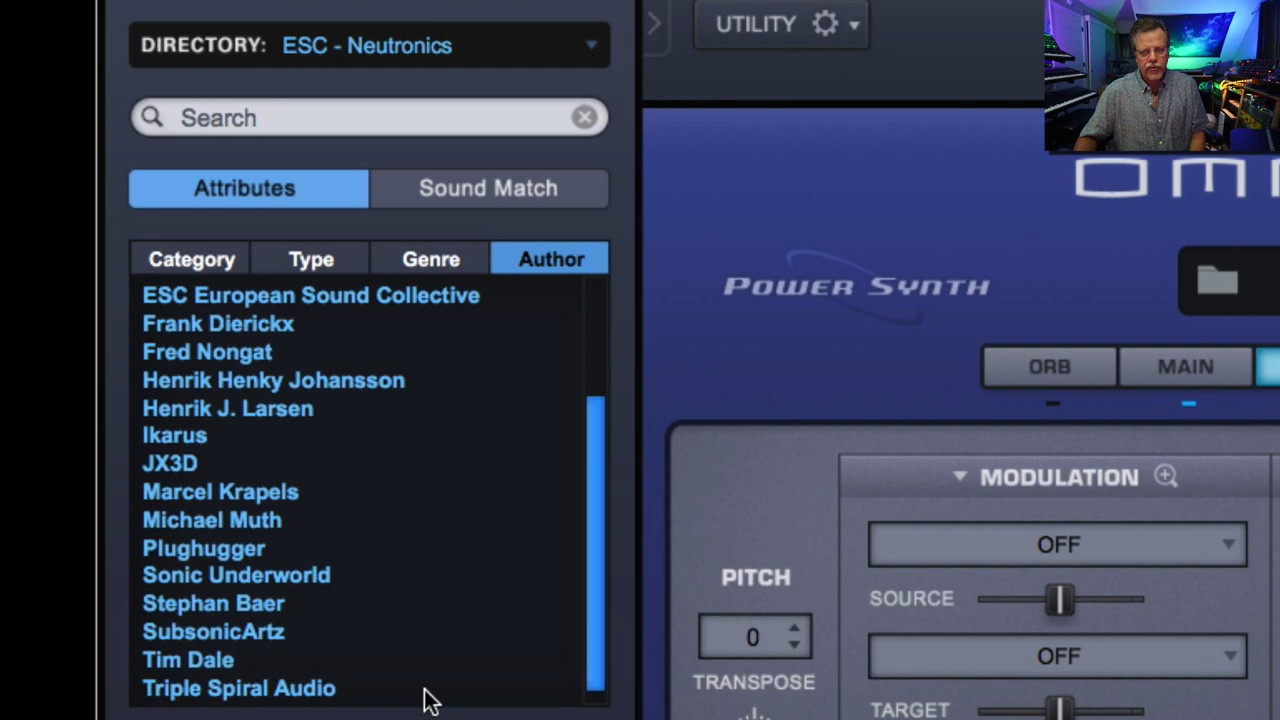 DIRECTORY: ESC - Neutronics
UTILITY
Search
Attributes
Sound Match
Category
Type
Genre
Author
ESC European Sound Collective
Frank Dierickx
Fred Nongat
Henrik Henky Johansson
Henrik J. Larsen
Ikarus
JX3D
Marcel Krapels
Michael Muth
Plughugger
Sonic Underworld
Stephan Baer
SubsonicArtz
Tim Dale
Triple Spiral Audio
POWER SYNTH
ORB
MAIN
MODULATION
OFF
PITCH
SOURCE
0
OFF
TRANSPOSE
TARGET